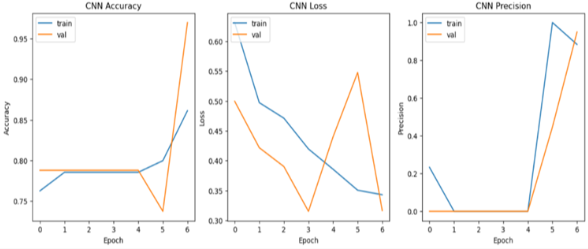 CNN Accuracy
train
val
0.95
0.90
0.85
0.80
0.75
Accuracy
0 1 2 3 4 5 6
Epoch
CNN Loss
train
val
0.60
0.55
0.50
0.45
0.40
0.35
0.30
Loss
0 1 2 3 4 5 6
Epoch
CNN Precision
train
val
1.0
0.8
0.6
0.4
0.2
0.0
Precision
0 1 2 3 4 5 6
Epoch